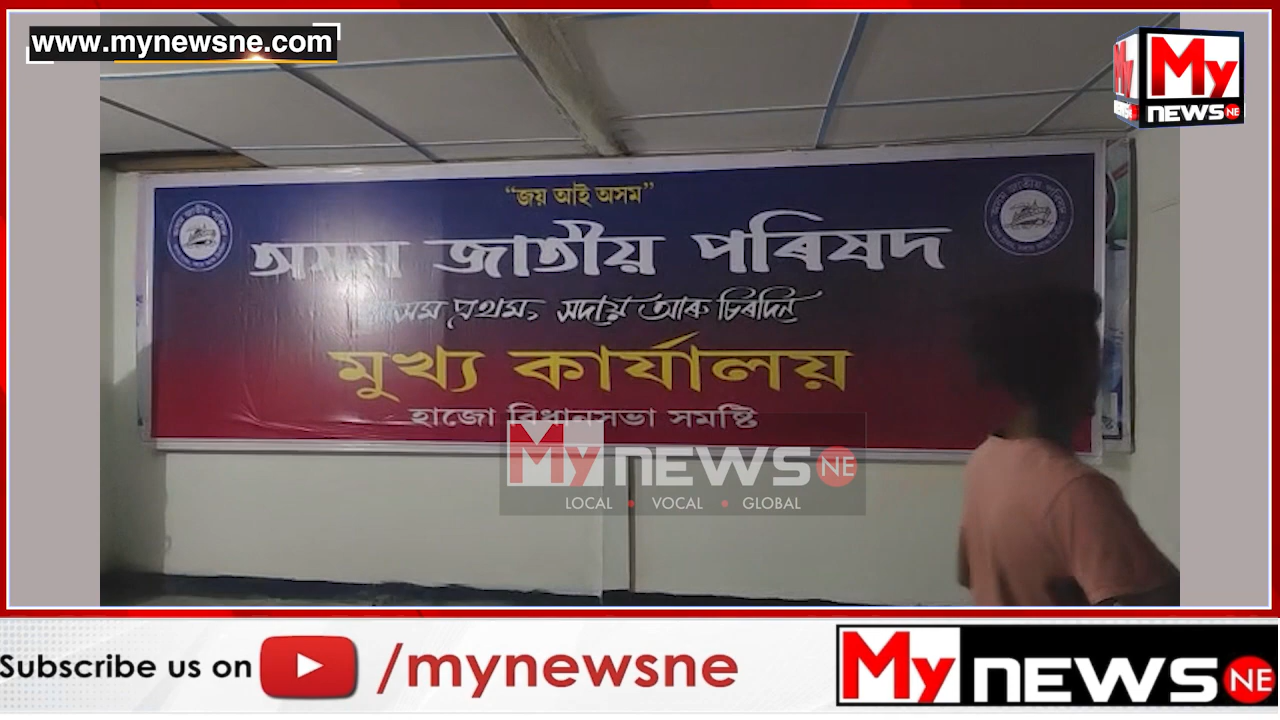 www.mynewsne.com
My
NEWS NE
"জয় আই অসম"
অসম জাতীয় পৰিষদ
প্ৰথম, সদায় আৰু চিৰদিন
মুখ্য কাৰ্যালয়
হাজো বিধানসভা সমষ্টি
My NEWS NE
LOCAL • VOCAL • GLOBAL
Subscribe us on /mynewsne
My NEWS NE